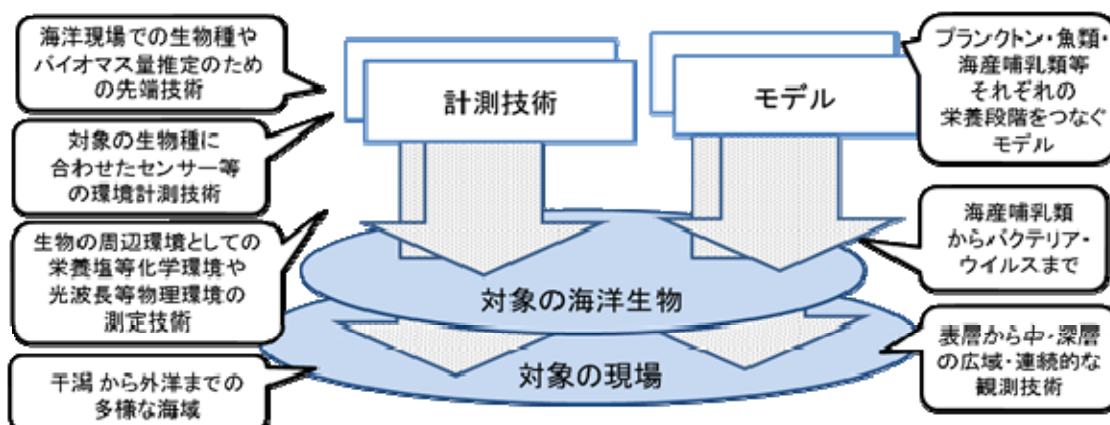 海洋現場での生物種や
バイオマス量推定のため
の先端技術
対象の生物種に
合わせたセンサー等
の環境計測技術
生物の周辺環境としての
栄養塩等化学環境や
光波長等物理環境の
測定技術
干潟から外洋までの
多様な海域
計測技術
モデル
対象の海洋生物
対象の現場
プランクトン・魚類・
海産哺乳類等
それぞれの
栄養段階をつなぐ
モデル
海産哺乳類
からバクテリア・
ウイルスまで
表層から中・深層
の広域・連続的な
観測技術